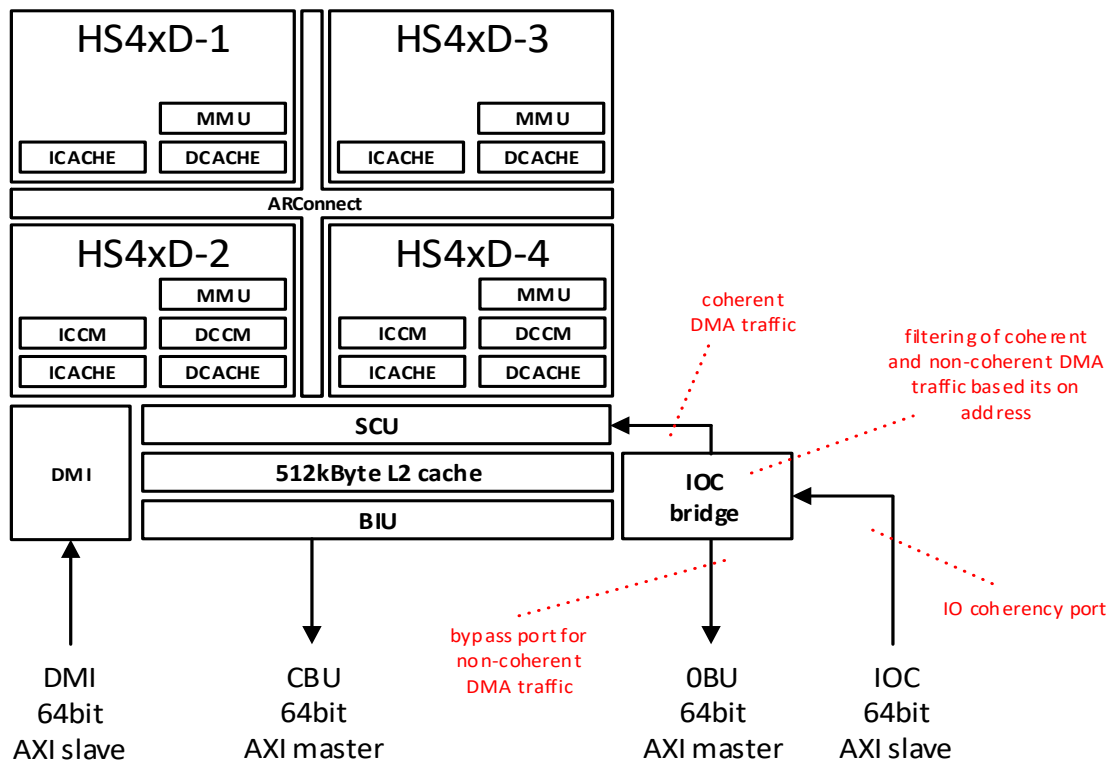 HS4xD-1
MMU
ICACHE
DCACHE
HS4xD-3
MMU
ICACHE
DCACHE
ARConnect
HS4xD-2
MMU
ICCM
DCCM
ICACHE
DCACHE
HS4xD-4
MMU
ICCM
DCCM
ICACHE
DCACHE
coherent
DMA traffic
filtering of coherent
and non-coherent DMA
traffic based its on
address
DMI
SCU
512kByte L2 cache
BIU
IOC
bridge
IO coherency port
bypass port for
non-coherent
DMA traffic
DMI
64bit
AXI slave
CBU
64bit
AXI master
0BU
64bit
AXI master
IOC
64bit
AXI slave